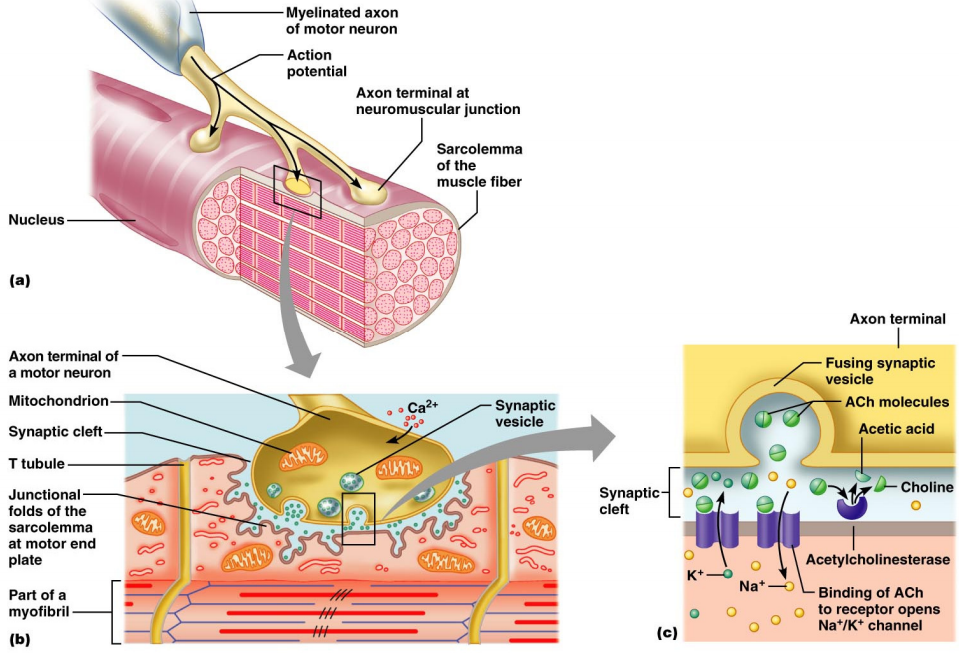 Myelinated axon
of motor neuron
Action
potential
Axon terminal at
neuromuscular junction
Sarcolemma
of the
muscle fiber
Nucleus
(a)
Axon terminal of
a motor neuron
Mitochondrion
Synaptic cleft
T tubule
Junctional
folds of the
sarcolemma
at motor end
plate
Part of a
myofibril
(b)
Ca2+
Synaptic
vesicle
Axon terminal
Fusing synaptic
vesicle
ACh molecules
Acetic acid
Choline
Synaptic
cleft
Acetylcholinesterase
K+
Na+
Binding of ACh
to receptor opens
Na+/K+ channel
(c)